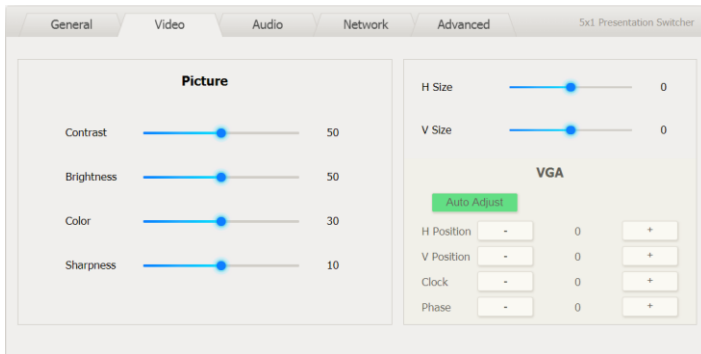 General Video Audio Network Advanced 5x1 Presentation Switcher
Picture
Contrast 50
Brightness 50
Color 30
Sharpness 10
H Size 0
V Size 0
VGA
Auto Adjust
H Position - 0 +
V Position - 0 +
Clock - 0 +
Phase - 0 +